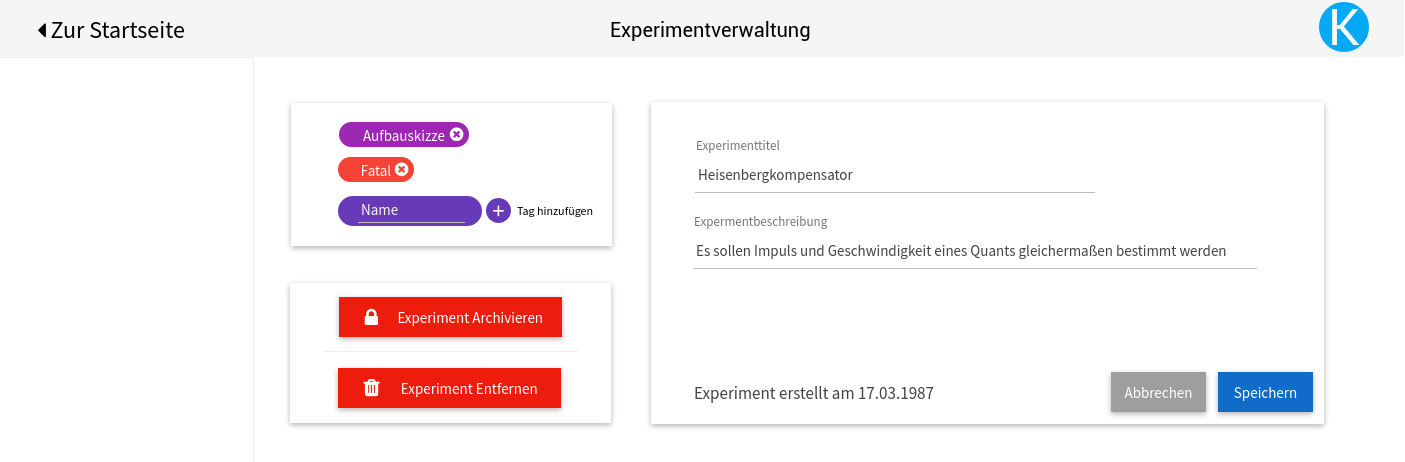 Zur Startseite
Experimentverwaltung
K
Aufbauskizze
Fatal
Name
Tag hinzufügen
Experiment Archivieren
Experiment Entfernen
Experimenttitel
Heisenbergkompensator
Expermentbeschreibung
Es sollen Impuls und Geschwindigkeit eines Quants gleichermaßen bestimmt werden
Experiment erstellt am 17.03.1987
Abbrechen
Speichern